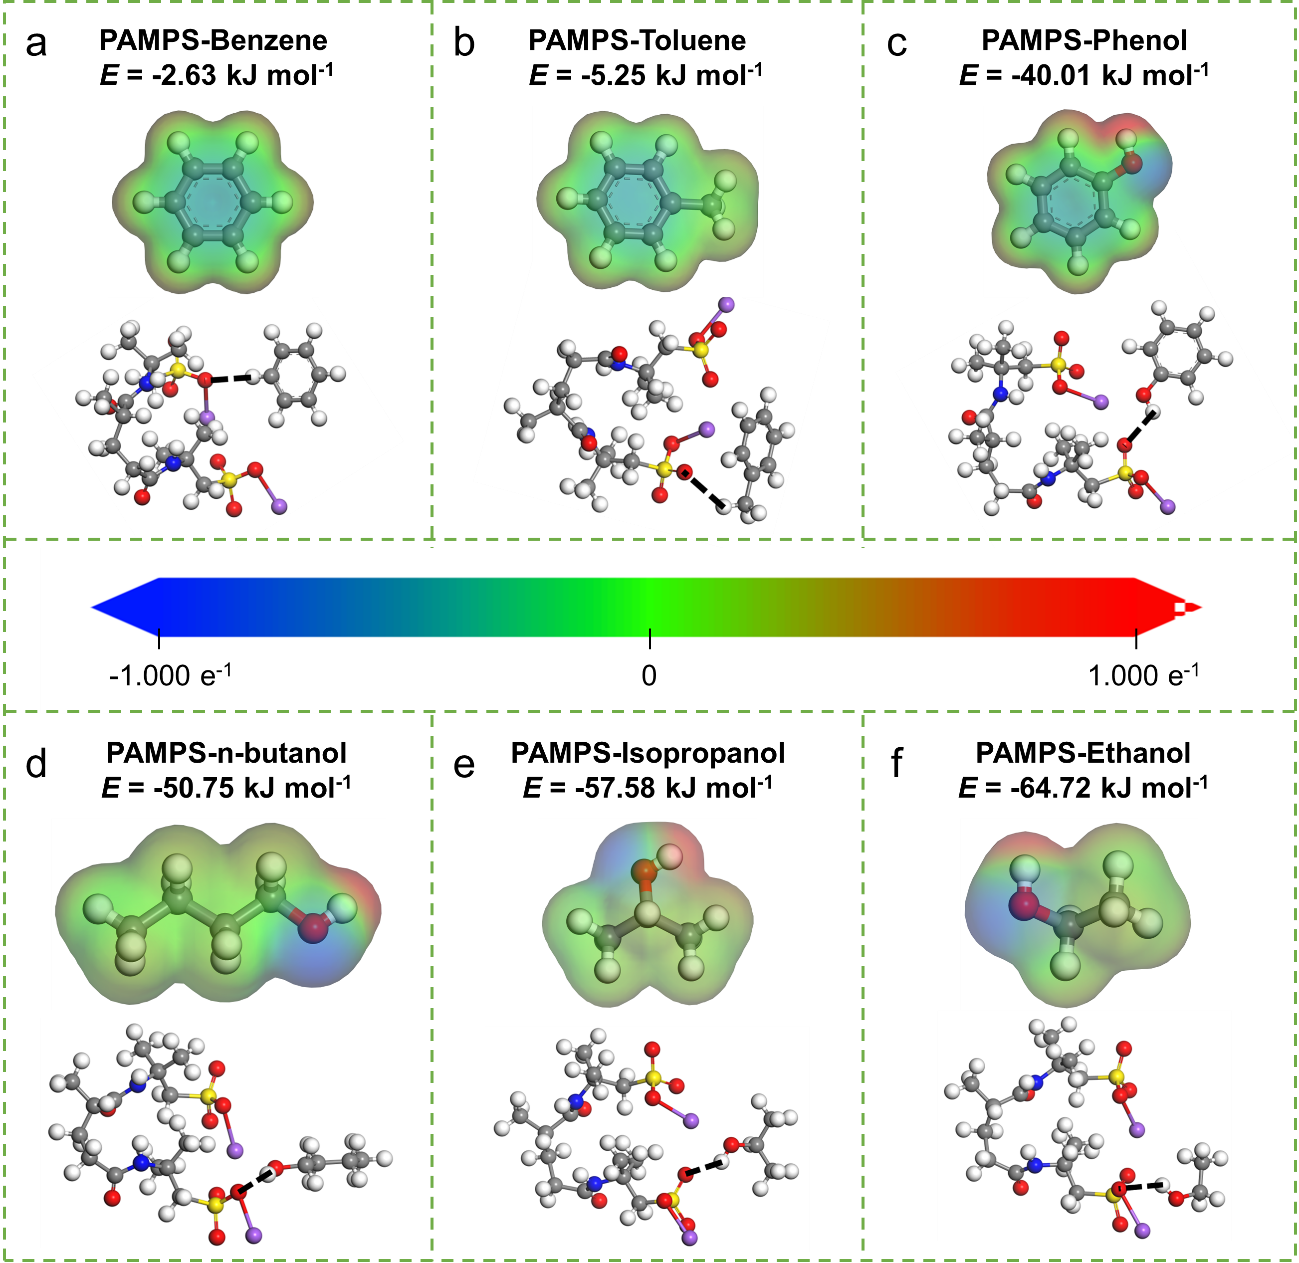 a
PAMPS-Benzene
E = -2.63 kJ mol⁻¹
b
PAMPS-Toluene
E = -5.25 kJ mol⁻¹
c
PAMPS-Phenol
E = -40.01 kJ mol⁻¹
-1.000 e⁻¹
0
1.000 e⁻¹
d
PAMPS-n-butanol
E = -50.75 kJ mol⁻¹
e
PAMPS-Isopropanol
E = -57.58 kJ mol⁻¹
f
PAMPS-Ethanol
E = -64.72 kJ mol⁻¹